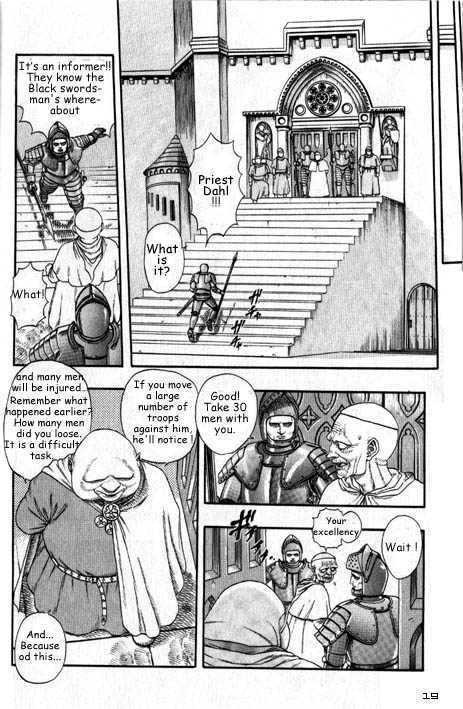 Priest
Dahl
!!!
What
is
it?
It's an informer!!
They know the
Black swords-
man's where-
about
What!
Good!
Take 30
men with
you.
If you move
a large
number of
troops
against him,
he'll notice !
and many men
will be injured..
Remember what
happened earlier?
How many men
did you loose.
It is a difficult
task.
And...
Because
od this...
Wait !
Your
excellency
19